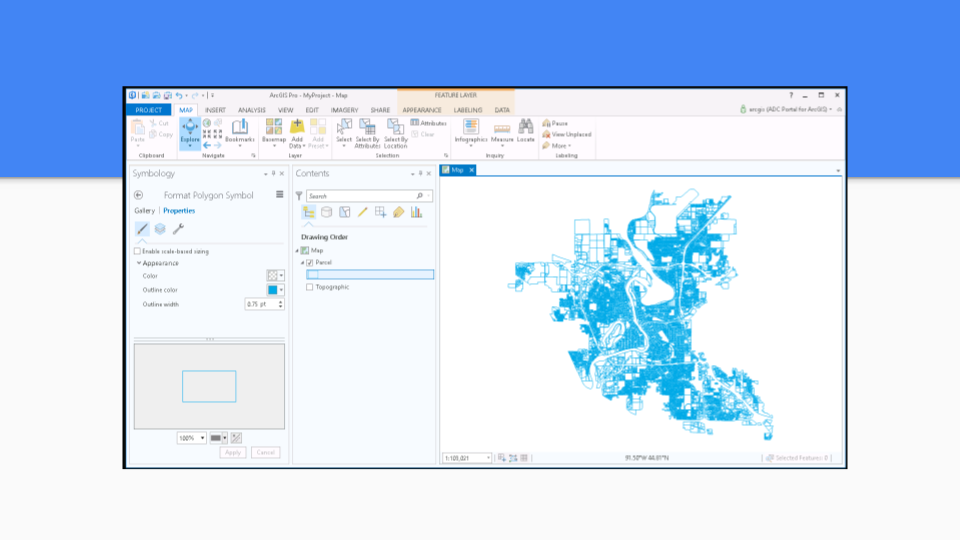 ArcGIS Pro - MyProject - Map
FEATURE LAYER
?
PROJECT MAP INSERT ANALYSIS VIEW EDIT IMAGERY SHARE APPEARANCE LABELING DATA
arcgis (ADC Portal for ArcGIS)
Paste
Cut
Copy
Explore
Bookmarks
Basemap
Add Data
Add Preset
Select
Select By Attributes
Select By Location
Attributes
Clear
Infographics
Measure
Locate
Pause
View Unplaced
More
Clipboard Navigate Layer Selection Inquiry Labeling
Symbology
Format Polygon Symbol
Gallery | Properties
Enable scale-based sizing
Appearance
Color
Outline color
Outline width 0.75 pt
100%
Apply Cancel
Contents
Search
Drawing Order
Map
Parcel
Topographic
Map
1:103,021
Selected Features: 0